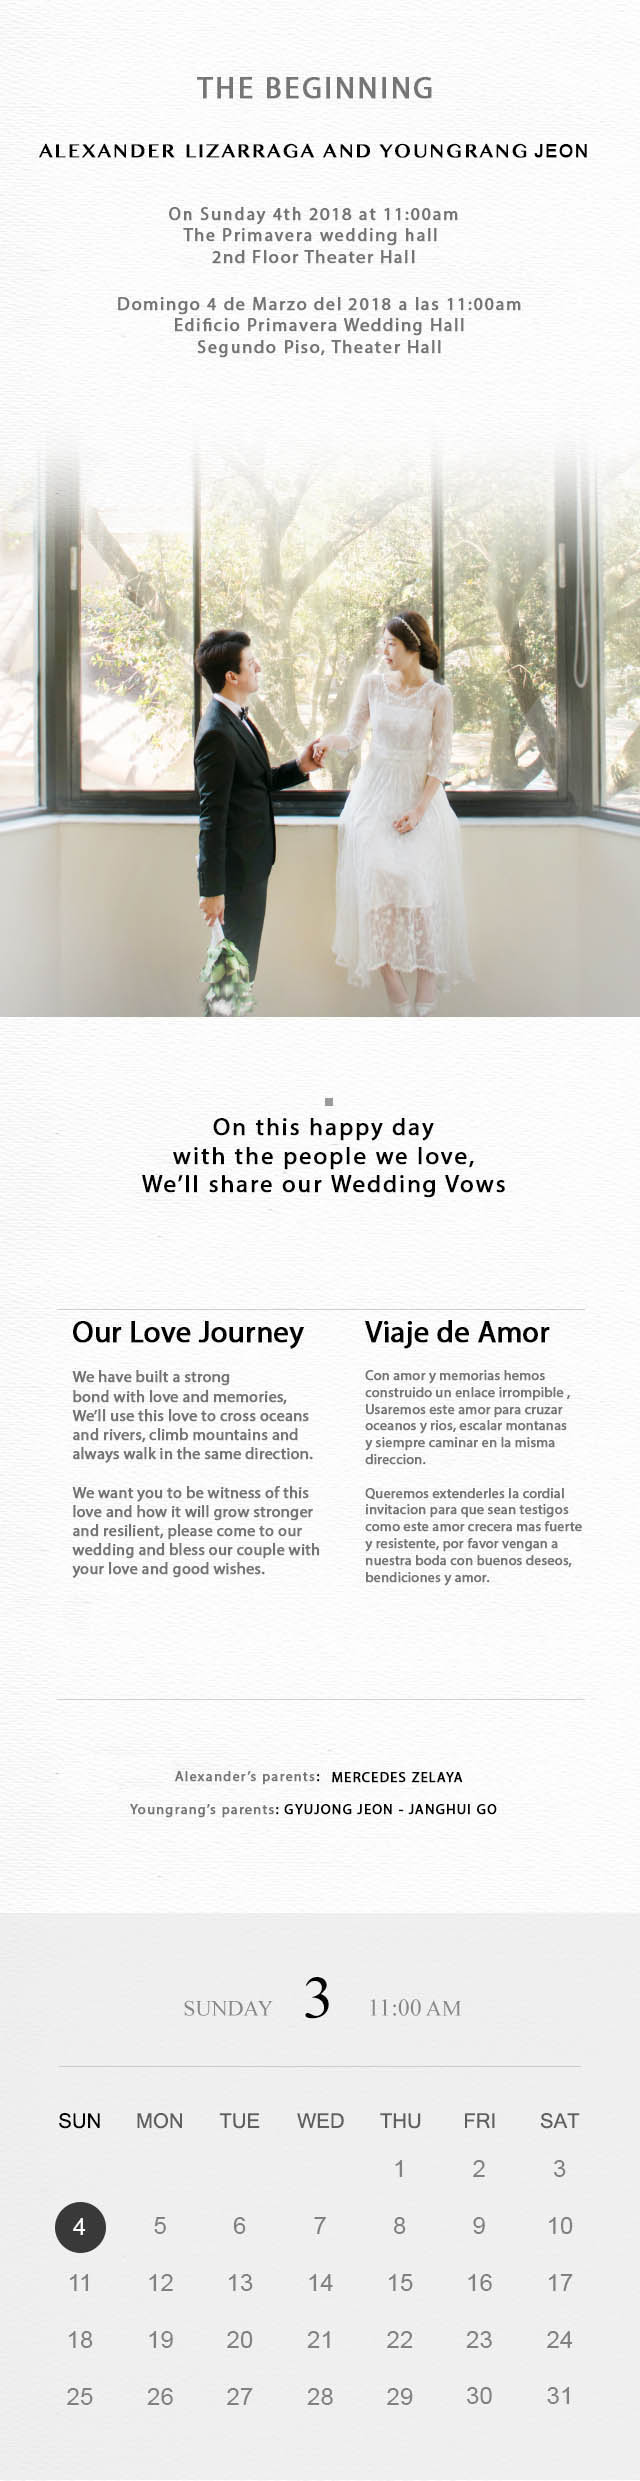 THE BEGINNING
ALEXANDER LIZARRAGA AND YOUNGRANG JEON
On Sunday 4th 2018 at 11:00am
The Primavera wedding hall
2nd Floor Theater Hall
Domingo 4 de Marzo del 2018 a las 11:00am
Edificio Primavera Wedding Hall
Segundo Piso, Theater Hall
On this happy day
with the people we love,
We'll share our Wedding Vows
Our Love Journey
We have built a strong
bond with love and memories,
We'll use this love to cross oceans
and rivers, climb mountains and
always walk in the same direction.
We want you to be witness of this
love and how it will grow stronger
and resilient, please come to our
wedding and bless our couple with
your love and good wishes.
Viaje de Amor
Con amor y memorias hemos
construido un enlace irrompible ,
Usaremos este amor para cruzar
oceanos y rios, escalar montanas
y siempre caminar en la misma
direccion.
Queremos extenderles la cordial
invitacion para que sean testigos
como este amor crecera mas fuerte
y resistente, por favor vengan a
nuestra boda con buenos deseos,
bendiciones y amor.
Alexander's parents: MERCEDES ZELAYA
Youngrang's parents: GYUJONG JEON - JANGHUI GO
SUNDAY 3 11:00 AM
SUN MON TUE WED THU FRI SAT
1 2 3
4 5 6 7 8 9 10
11 12 13 14 15 16 17
18 19 20 21 22 23 24
25 26 27 28 29 30 31